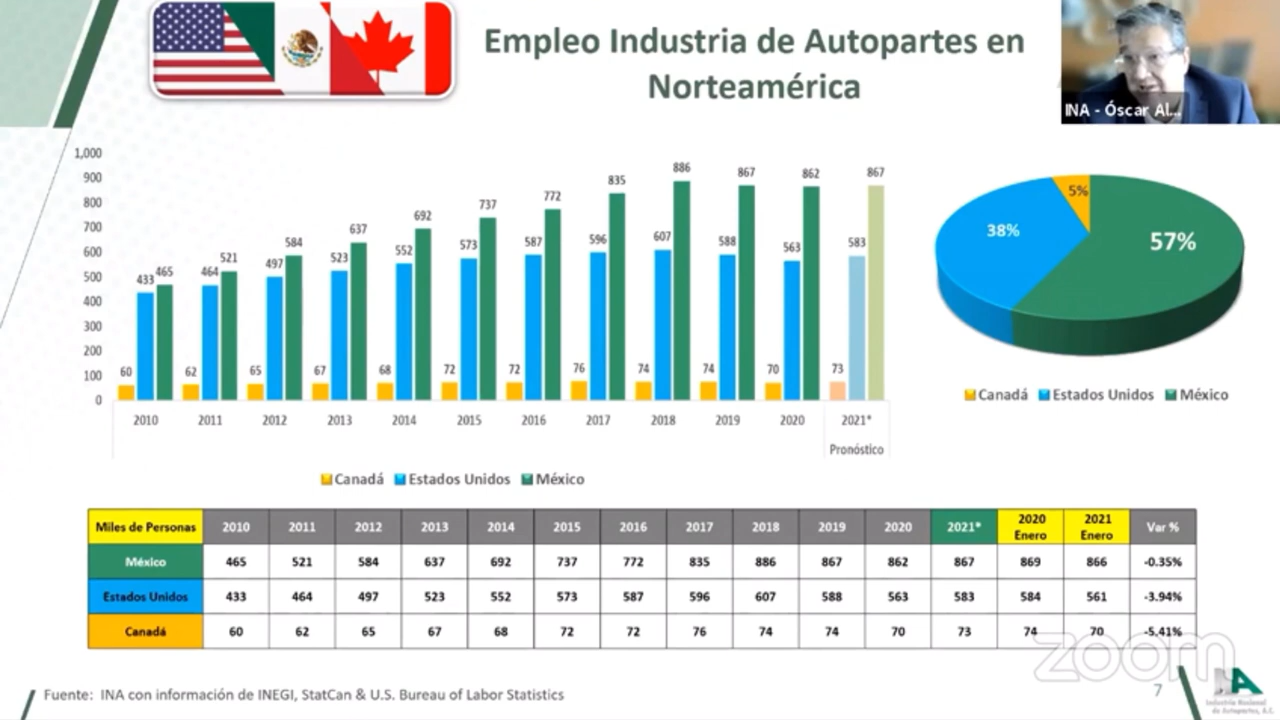 Empleo Industria de Autopartes en
Norteamérica
INA - Óscar Al...
1,000
900
800
700
600
500
400
300
200
100
0
60 433 465
62 464 521
65 497 584
67 523 637
68 552 692
72 573 737
72 587 772
76 596 835
74 607 886
74 588 867
70 563 862
73 583 867
2010 2011 2012 2013 2014 2015 2016 2017 2018 2019 2020 2021*
Pronóstico
Canadá Estados Unidos México
5%
38%
57%
Canadá Estados Unidos México
Miles de Personas 2010 2011 2012 2013 2014 2015 2016 2017 2018 2019 2020 2021* 2020 Enero 2021 Enero Var %
México 465 521 584 637 692 737 772 835 886 867 862 867 869 866 -0.35%
Estados Unidos 433 464 497 523 552 573 587 596 607 588 563 583 584 561 -3.94%
Canadá 60 62 65 67 68 72 72 76 74 74 70 73 74 70 -5.41%
zoom
Fuente: INA con información de INEGI, StatCan & U.S. Bureau of Labor Statistics
7
INA
Industria Nacional
de Autopartes, A.C.